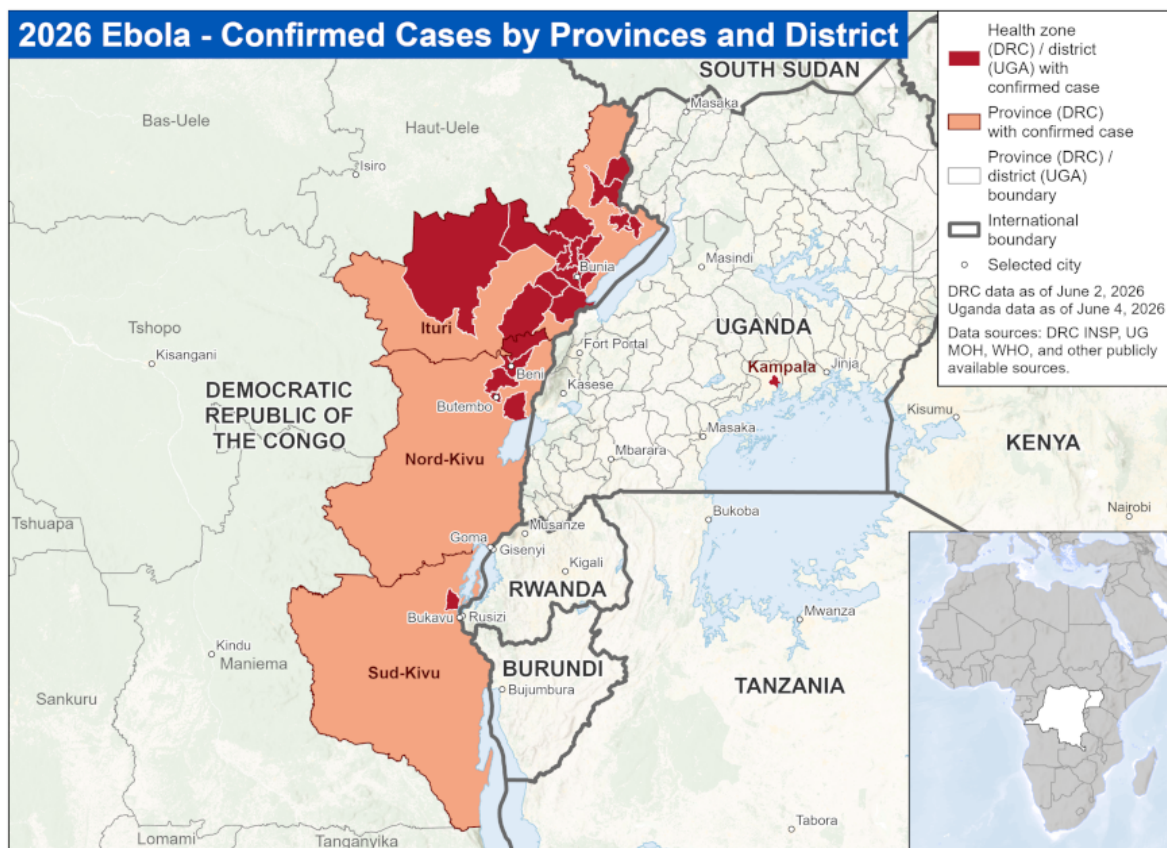 2026 Ebola - Confirmed Cases by Provinces and District
Health zone
(DRC) / district
(UGA) with
confirmed case
Province (DRC)
with confirmed case
Province (DRC) /
district (UGA)
boundary
International
boundary
Selected city
DRC data as of June 2, 2026
Uganda data as of June 4, 2026
Data sources: DRC INSP, UG
MOH, WHO, and other publicly
available sources.
SOUTH SUDAN
Masaka
Bas-Uele
Haut-Uele
Isiro
Bunia
Masindi
Ituri
UGANDA
Tshopo
Kisangani
Fort Portal
Kampala
Jinja
Beni
Kasese
DEMOCRATIC
REPUBLIC OF
THE CONGO
Butembo
Kisumu
Masaka
KENYA
Nord-Kivu
Mbarara
Tshuapa
Bukoba
Nairobi
Musanze
Goma
Gisenyi
Kigali
RWANDA
Bukavu
Rusizi
Mwanza
Kindu
Maniema
Sud-Kivu
BURUNDI
Bujumbura
TANZANIA
Sankuru
Lomami
Tanganyika
Tabora